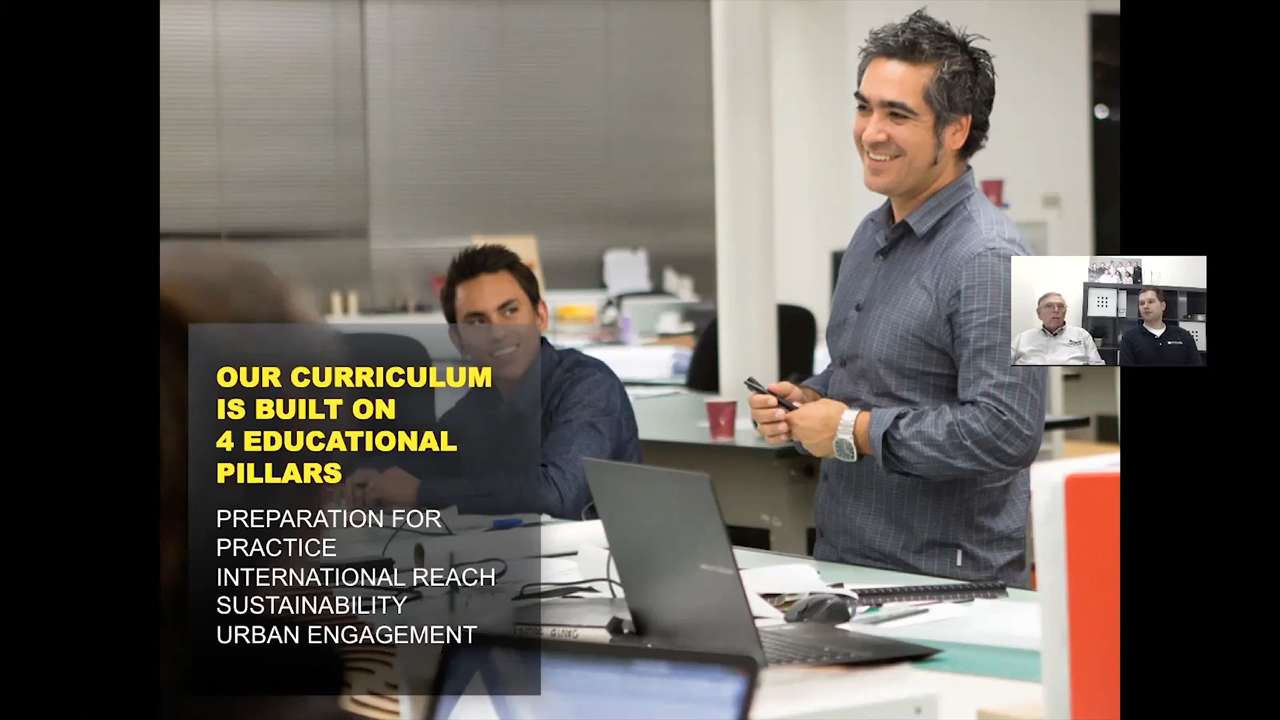 OUR CURRICULUM
IS BUILT ON
4 EDUCATIONAL
PILLARS
PREPARATION FOR
PRACTICE
INTERNATIONAL REACH
SUSTAINABILITY
URBAN ENGAGEMENT